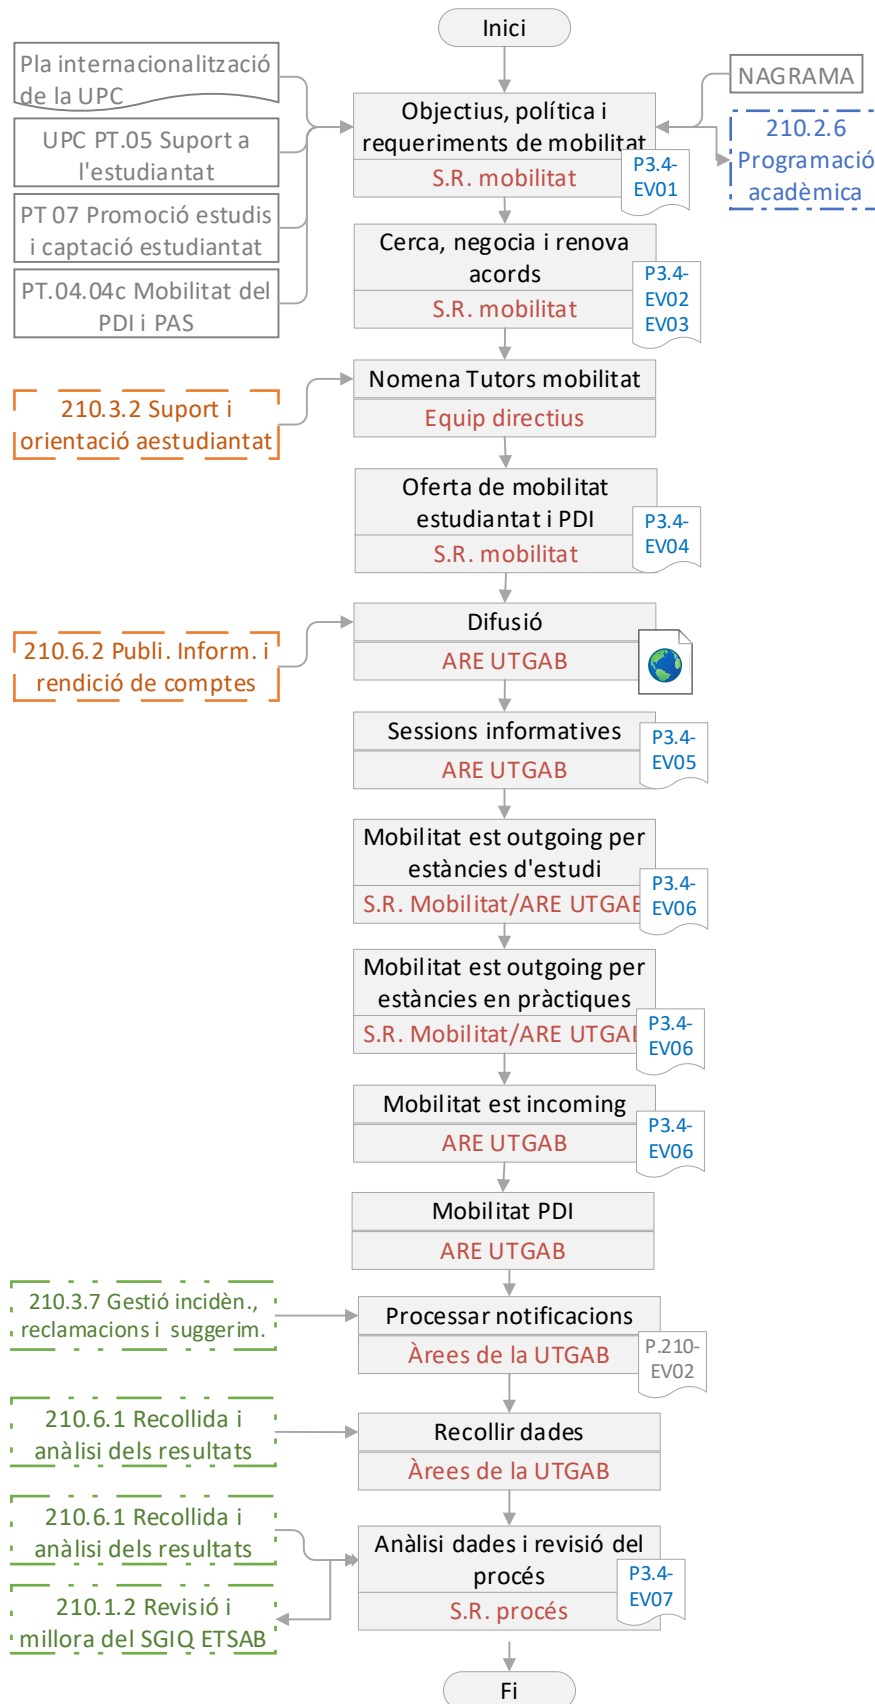 Inici
Pla internacionalització
de la UPC
NAGRAMA
Objectius, política i
requeriments de mobilitat
S.R. mobilitat
P3.4-
EV01
210.2.6
Programació
acadèmica
UPC PT.05 Suport a
l'estudiantat
PT 07 Promoció estudis
i captació estudiantat
PT.04.04c Mobilitat del
PDI i PAS
Cerca, negocia i renova
acords
S.R. mobilitat
P3.4-
EV02
EV03
Nomena Tutors mobilitat
Equip directius
210.3.2 Suport i
orientació aestudiantat
Oferta de mobilitat
estudiantat i PDI
S.R. mobilitat
P3.4-
EV04
Difusió
ARE UTGAB
210.6.2 Publi. Inform. i
rendició de comptes
Sessions informatives
ARE UTGAB
P3.4-
EV05
Mobilitat est outgoing per
estàncies d'estudi
S.R. Mobilitat/ARE UTGAB
P3.4-
EV06
Mobilitat est outgoing per
estàncies en pràctiques
S.R. Mobilitat/ARE UTGAB
P3.4-
EV06
Mobilitat est incoming
ARE UTGAB
P3.4-
EV06
Mobilitat PDI
ARE UTGAB
210.3.7 Gestió incidèn.,
reclamacions i suggerim.
Processar notificacions
Àrees de la UTGAB
P.210-
EV02
210.6.1 Recollida i
anàlisi dels resultats
Recollir dades
Àrees de la UTGAB
210.6.1 Recollida i
anàlisi dels resultats
Anàlisi dades i revisió del
procés
S.R. procés
P3.4-
EV07
210.1.2 Revisió i
millora del SGIQ ETSAB
Fi